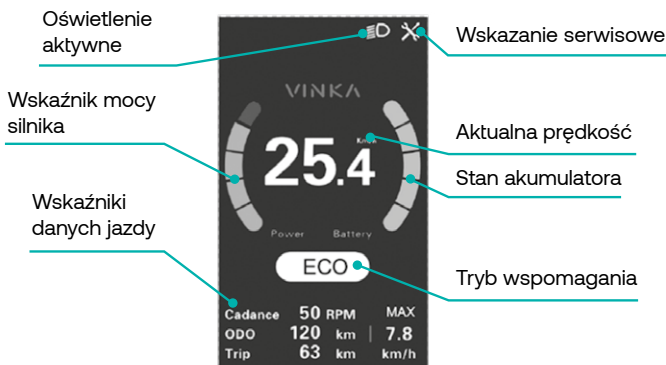 Oświetlenie
aktywne
Wskazanie serwisowe
VINKA
Wskaźnik mocy
silnika
Aktualna prędkość
25.4
Stan akumulatora
Wskaźniki
danych jazdy
Power Battery
ECO
Tryb wspomagania
Cadance 50 RPM MAX
ODO 120 km | 7.8
Trip 63 km km/h